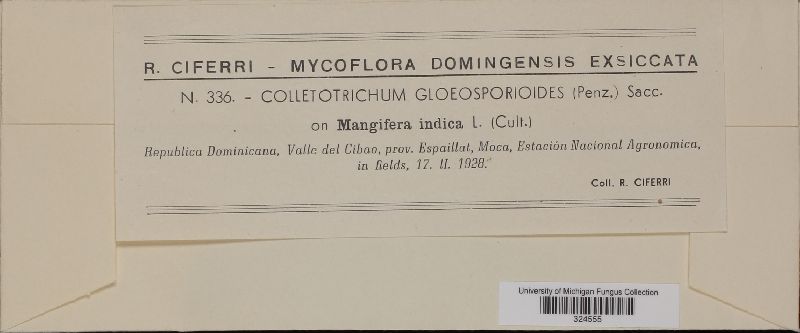 R. CIFERRI - MYCOFLORA DOMINGENSIS EXSICCATA
N. 336. - COLLETOTRICHUM GLOEOSPORIOIDES (Penz.) Sacc.
on Mangifera indica L. (Cult.)
Republica Dominicana, Valle del Cibao, prov. Espaillat, Moca, Estación Nacional Agronomica,
in fields, 17. II. 1928.
Coll. R. CIFERRI
University of Michigan Fungus Collection
324555